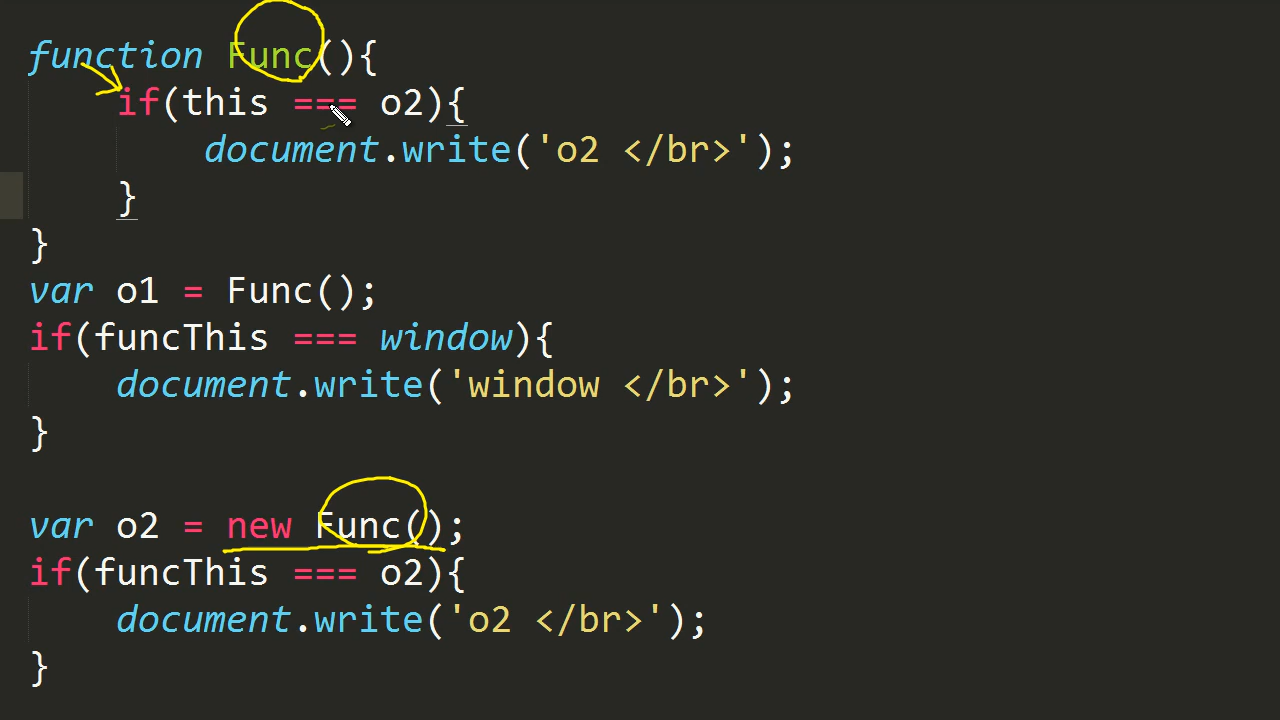 function Func(){
if(this === o2){
document.write('o2 </br>');
}
}
var o1 = Func();
if(funcThis === window){
document.write('window </br>');
}
var o2 = new Func();
if(funcThis === o2){
document.write('o2 </br>');
}